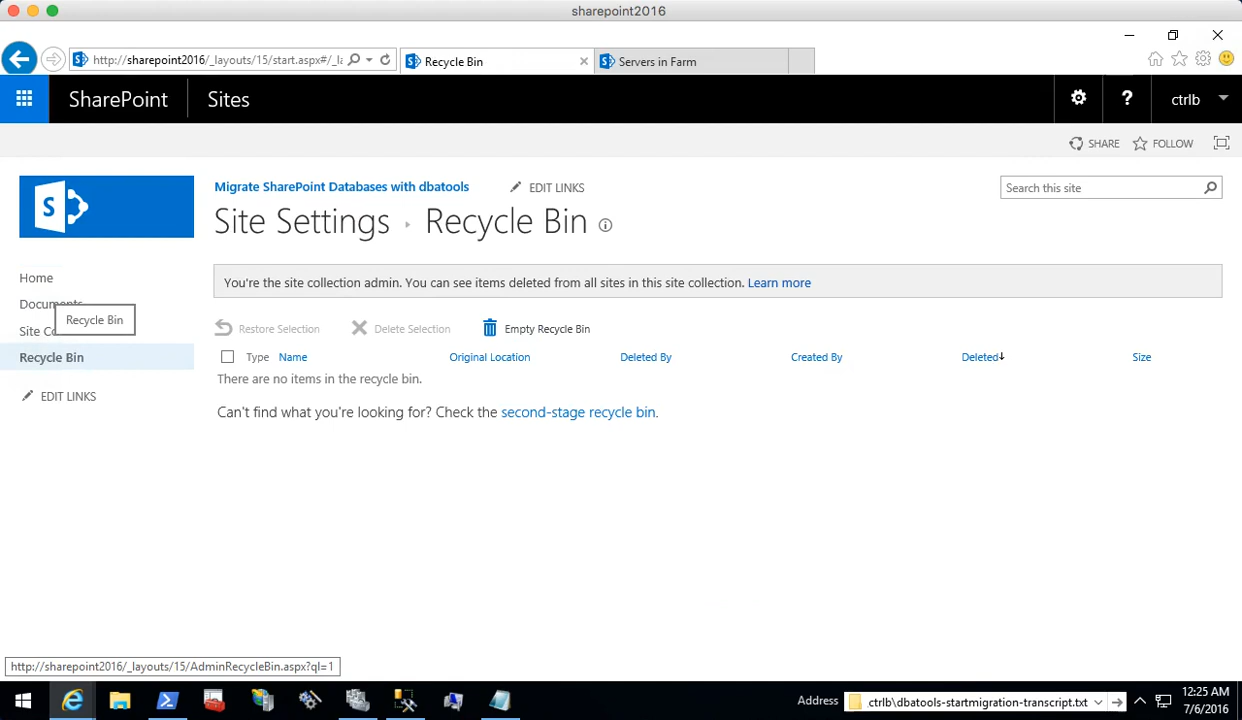 sharepoint2016
http://sharepoint2016/_layouts/15/start.aspx#/_la
Recycle Bin
Servers in Farm
SharePoint
Sites
ctrlb
SHARE
FOLLOW
Migrate SharePoint Databases with dbatools
EDIT LINKS
Search this site
Site Settings
Recycle Bin
You're the site collection admin. You can see items deleted from all sites in this site collection. Learn more
Home
Documents
Recycle Bin
Site Co
Recycle Bin
EDIT LINKS
Restore Selection
Delete Selection
Empty Recycle Bin
Type Name Original Location Deleted By Created By Deleted Size
There are no items in the recycle bin.
Can't find what you're looking for? Check the second-stage recycle bin.
http://sharepoint2016/_layouts/15/AdminRecycleBin.aspx?ql=1
Address
ctrlb\dbatools-startmigration-transcript.txt
12:25 AM
7/6/2016